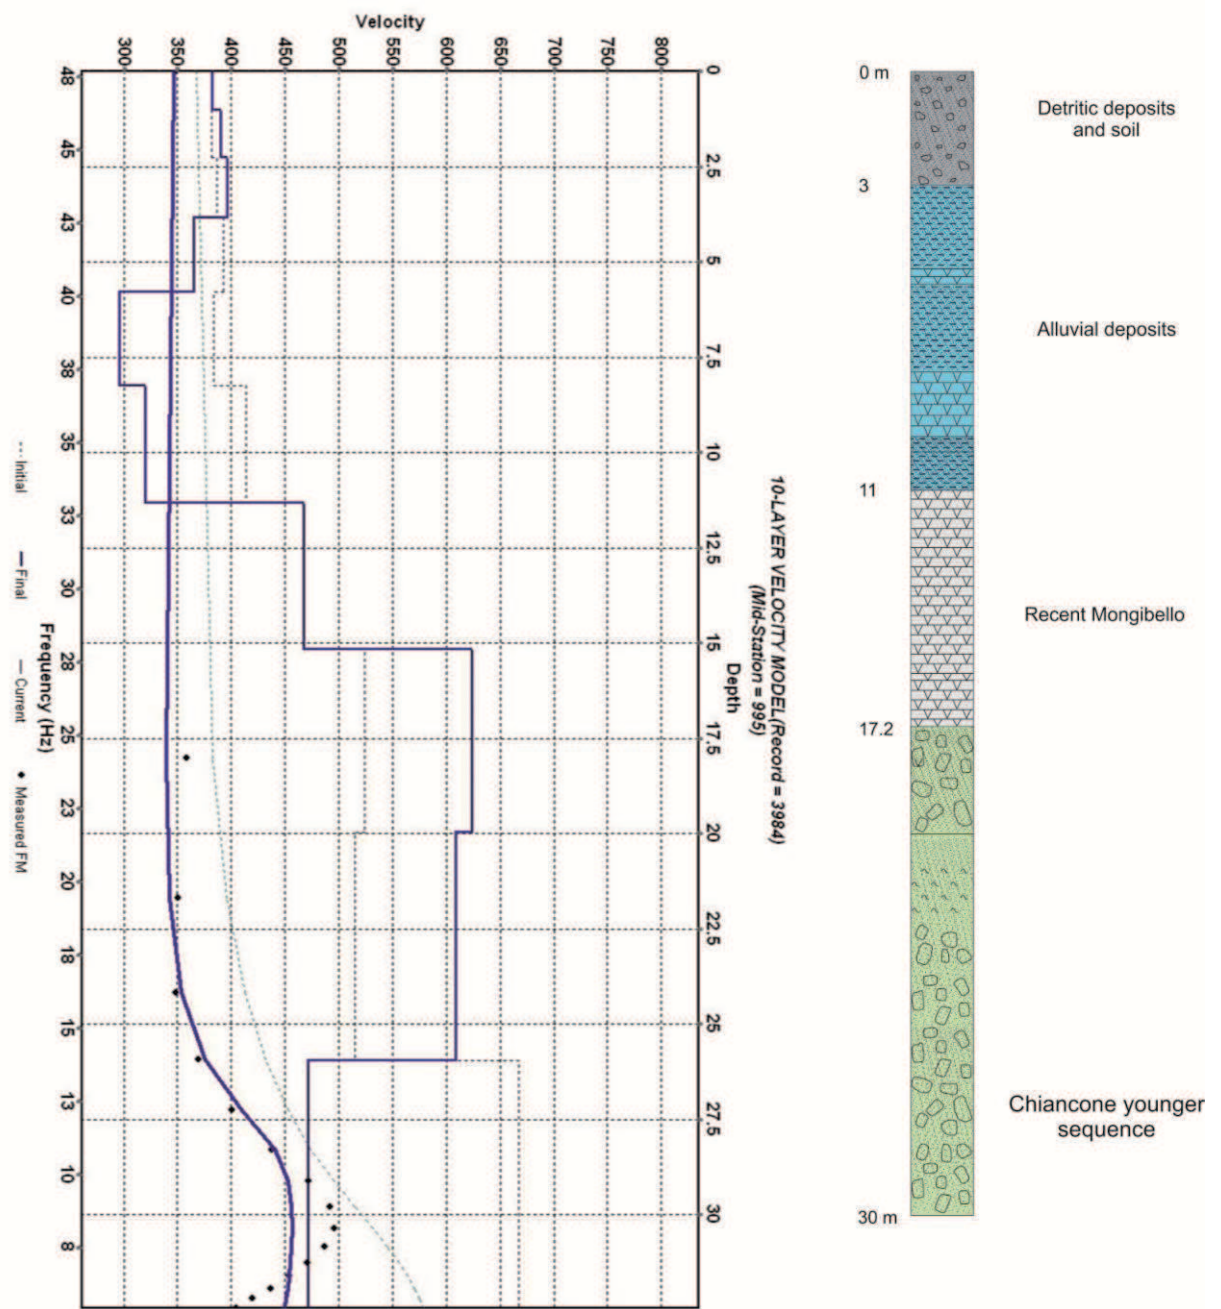 Velocity
300 350 400 450 500 550 600 650 700 750 800
0
2.5
5
7.5
10
12.5
15
17.5
20
22.5
25
27.5
30
Depth
10-LAYER VELOCITY MODEL(Record = 3984)
(Mid-Station = 995)
48
45
43
40
38
35
33
30
28
25
23
20
18
15
13
10
8
Frequency (Hz)
Initial
Final
Current
Measured FM
0 m
3
11
17.2
30 m
Detritic deposits
and soil
Alluvial deposits
Recent Mongibello
Chiancone younger
sequence